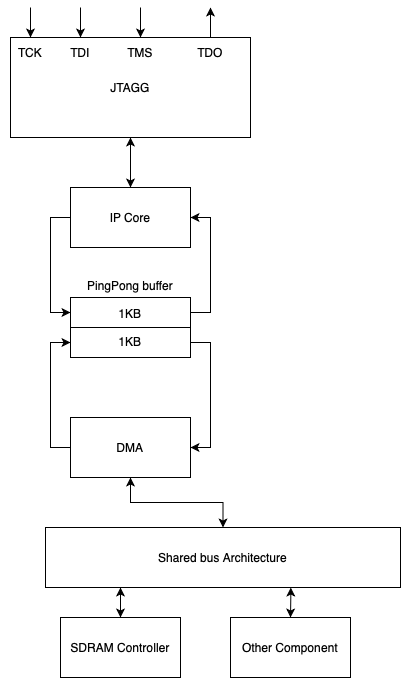 TCK TDI TMS TDO
JTAGG
IP Core
PingPong buffer
1KB
1KB
DMA
Shared bus Architecture
SDRAM Controller
Other Component